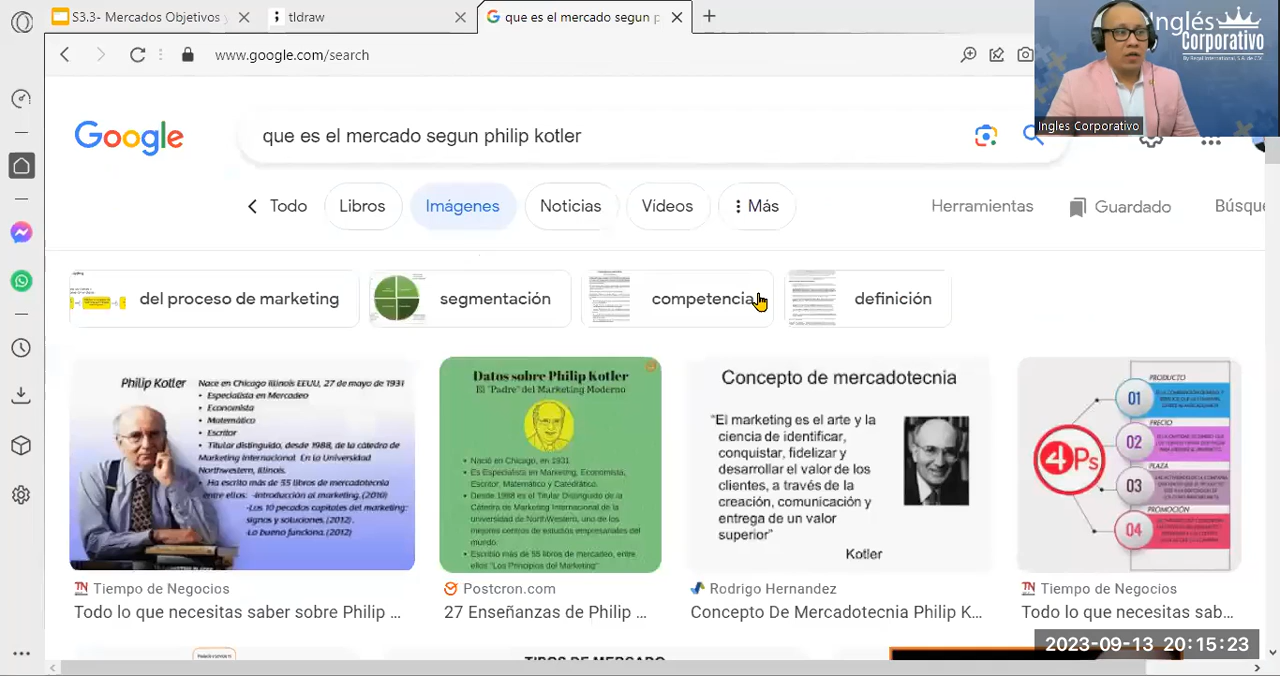 S3.3- Mercados Objetivos y
tldraw
que es el mercado segun p
www.google.com/search
Inglés
Corporativo
By Regal International, S.A. de C.V.
Ingles Corporativo
Google
que es el mercado segun philip kotler
Todo
Libros
Imágenes
Noticias
Videos
Más
Herramientas
Guardado
Búsque
del proceso de marketing
segmentación
competencia
definición
Philip Kotler
Nace en Chicago Illinois EEUU, 27 de mayo de 1931
• Especialista en Mercadeo
• Economista
• Matemático
• Escritor
• Titular distinguido, desde 1988, de la cátedra de
Marketing Internacional En la Universidad
Northwestern, Illinois.
• Ha escrito más de 55 libros de mercadeo
entre ellos: -Introducción al marketing. (2010)
-Los 10 pecados capitales del marketing:
signos y soluciones. (2012).
-Lo bueno funciona. (2012)
Datos sobre Philip Kotler
El "Padre" del Marketing Moderno
• Nació en Chicago, en 1931
• Es Especialista en Marketing, Economista,
Escritor, Matemático y Catedrático.
• Desde 1988 es el Titular Distinguido de la
Cátedra de Marketing Internacional de la
universidad de NorthWestern, uno de los
mejores centros de estudios empresariales del
mundo.
• Escribió más de 55 libros de mercadeo, entre
ellos "Los Principios del Marketing"
Concepto de mercadotecnia
"El marketing es el arte y la
ciencia de identificar,
conquistar, fidelizar y
desarrollar el valor de los
clientes, a través de la
creación, comunicación y
entrega de un valor
superior"
Kotler
4Ps
PRODUCTO
01
PRECIO
02
PLAZA
03
PROMOCIÓN
04
TN Tiempo de Negocios
Todo lo que necesitas saber sobre Philip ...
Postcron.com
27 Enseñanzas de Philip ...
Rodrigo Hernandez
Concepto De Mercadotecnia Philip K...
TN Tiempo de Negocios
Todo lo que necesitas sab...
TIPOS DE MERCADO
2023-09-13 20:15:23